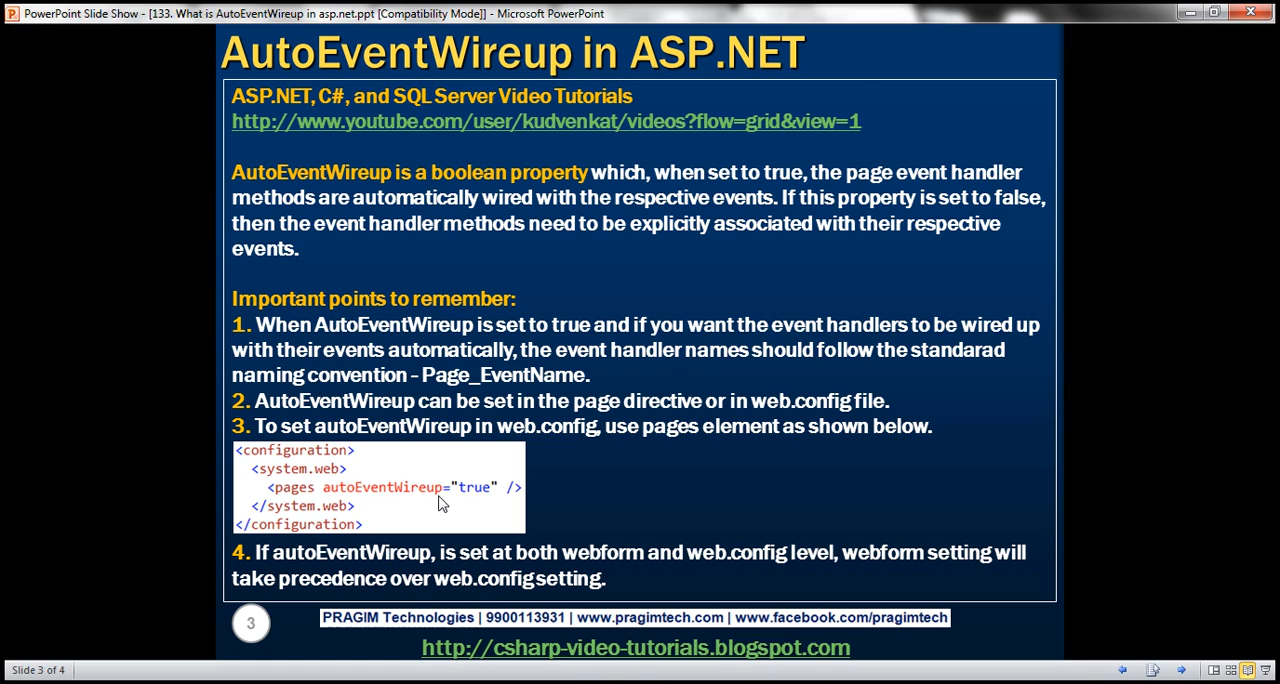 PowerPoint Slide Show - [133. What is AutoEventWireup in asp.net.ppt [Compatibility Mode]] - Microsoft PowerPoint
AutoEventWireup in ASP.NET
ASP.NET, C#, and SQL Server Video Tutorials
http://www.youtube.com/user/kudvenkat/videos?flow=grid&view=1
AutoEventWireup is a boolean property which, when set to true, the page event handler
methods are automatically wired with the respective events. If this property is set to false,
then the event handler methods need to be explicitly associated with their respective
events.
Important points to remember:
1. When AutoEventWireup is set to true and if you want the event handlers to be wired up
with their events automatically, the event handler names should follow the standarad
naming convention - Page_EventName.
2. AutoEventWireup can be set in the page directive or in web.config file.
3. To set autoEventWireup in web.config, use pages element as shown below.
<configuration>
<system.web>
<pages autoEventWireup="true" />
</system.web>
</configuration>
4. If autoEventWireup, is set at both webform and web.config level, webform setting will
take precedence over web.config setting.
3
PRAGIM Technologies | 9900113931 | www.pragimtech.com | www.facebook.com/pragimtech
http://csharp-video-tutorials.blogspot.com
Slide 3 of 4